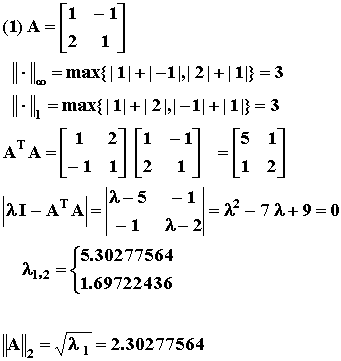 (1) A = [1 -1; 2 1]
‖·‖∞ = max{|1|+|-1|,|2|+|1|} = 3
‖·‖1 = max{|1|+|2|,|-1|+|1|} = 3
AᵀA = [1 2; -1 1] [1 -1; 2 1] = [5 1; 1 2]
|λI − AᵀA| = |λ−5 −1; −1 λ−2| = λ² − 7λ + 9 = 0
λ1,2 = {5.30277564; 1.69722436
‖A‖2 = √λ1 = 2.30277564